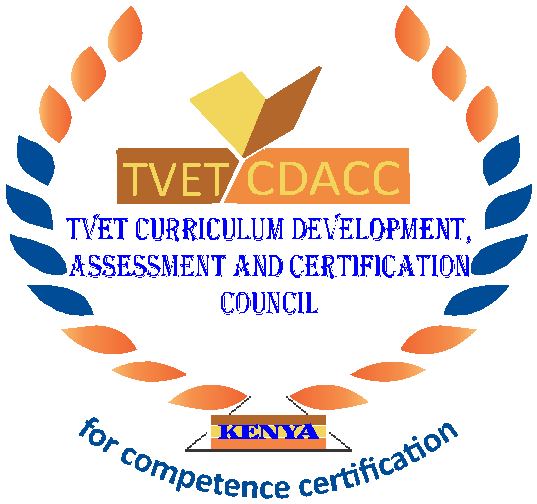 TVET CDACC
TVET CURRICULUM DEVELOPMENT,
ASSESSMENT AND CERTIFICATION
COUNCIL
KENYA
for competence certification